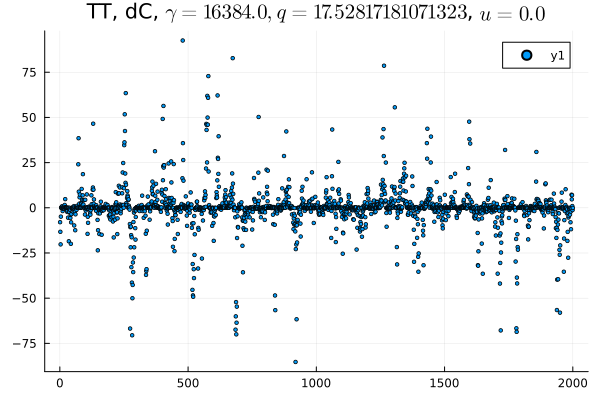 TT, dC, γ = 16384.0, q = 17.52817181071323, u = 0.0
y1
75
50
25
0
−25
−50
−75
0 500 1000 1500 2000